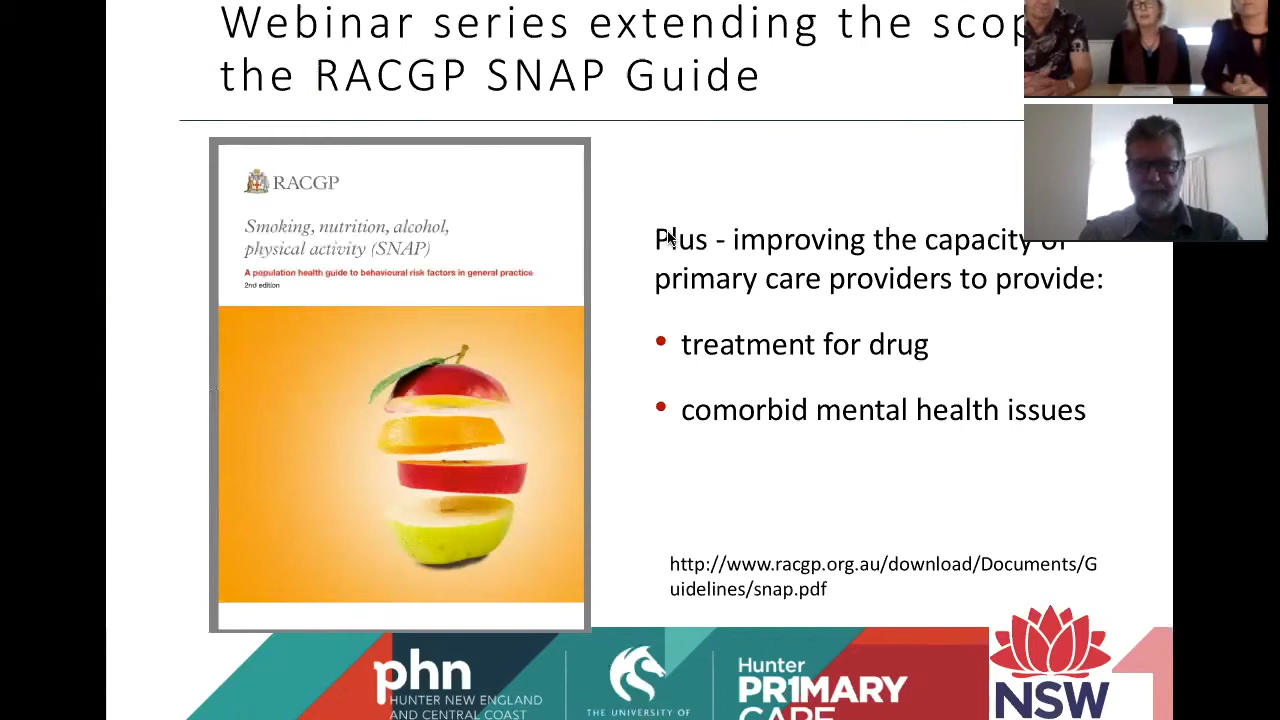 Webinar series extending the scop
the RACGP SNAP Guide
RACGP
Smoking, nutrition, alcohol,
physical activity (SNAP)
A population health guide to behavioural risk factors in general practice
2nd edition
Plus - improving the capacity of
primary care providers to provide:
• treatment for drug
• comorbid mental health issues
http://www.racgp.org.au/download/Documents/G
uidelines/snap.pdf
phn
HUNTER NEW ENGLAND
AND CENTRAL COAST
THE UNIVERSITY OF
Hunter
PR1MARY
CARE
NSW